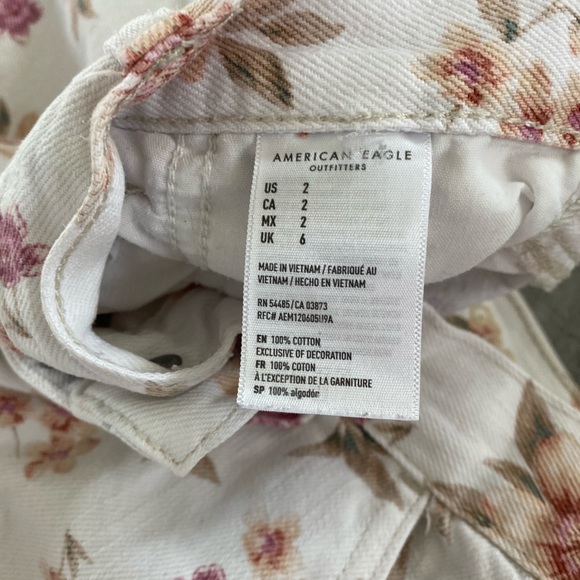 AMERICAN EAGLE
OUTFITTERS
US 2
CA 2
MX 2
UK 6
MADE IN VIETNAM / FABRIQUÉ AU
VIETNAM / HECHO EN VIETNAM
RN 54485/CA 03873
RFC# AEM120605U9A
EN 100% COTTON
EXCLUSIVE OF DECORATION
FR 100% COTON
À L'EXCEPTION DE LA GARNITURE
SP 100% algodón